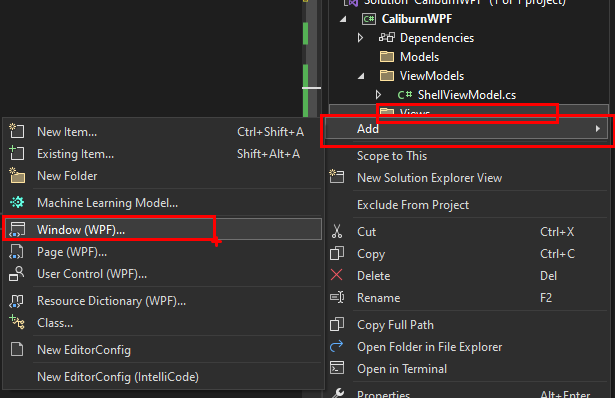 Solution 'CaliburnWPF' (1 of 1 project)
CaliburnWPF
Dependencies
Models
ViewModels
C# ShellViewModel.cs
Views
Add
Scope to This
New Solution Explorer View
Exclude From Project
Cut Ctrl+X
Copy Ctrl+C
Delete Del
Rename F2
Copy Full Path
Open Folder in File Explorer
Open in Terminal
Properties Alt+Enter
New Item... Ctrl+Shift+A
Existing Item... Shift+Alt+A
New Folder
Machine Learning Model...
Window (WPF)...
Page (WPF)...
User Control (WPF)...
Resource Dictionary (WPF)...
Class...
New EditorConfig
New EditorConfig (IntelliCode)